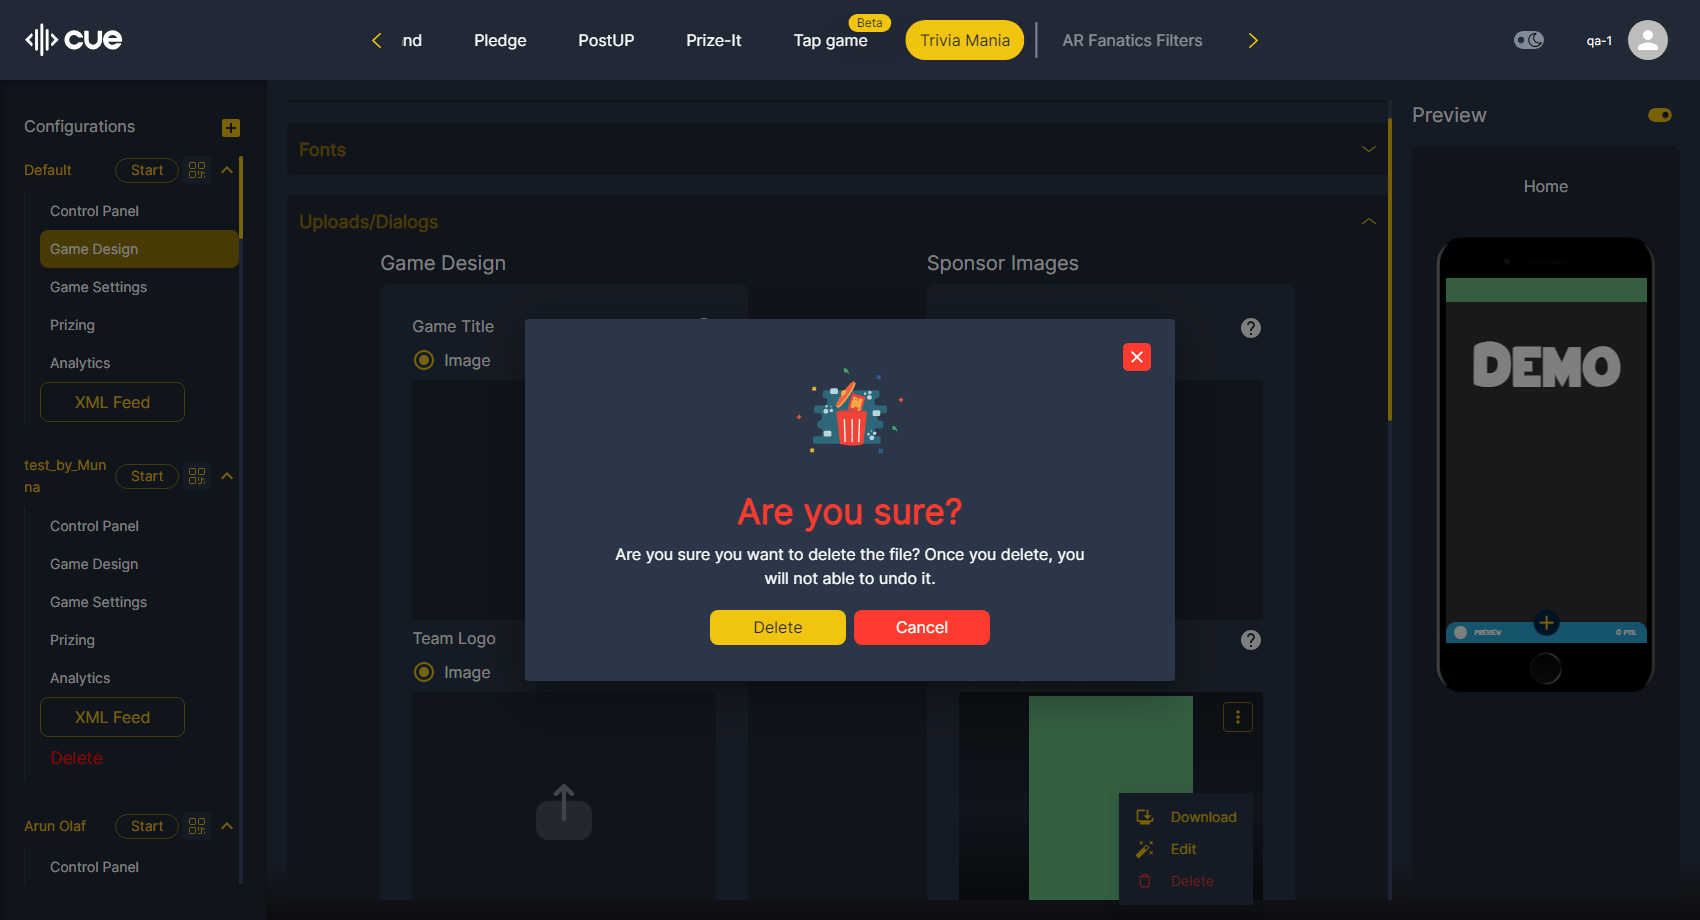 cue
nd
Pledge
PostUP
Prize-It
Tap game
Beta
Trivia Mania
AR Fanatics Filters
qa-1
Configurations
Default
Start
Control Panel
Game Design
Game Settings
Prizing
Analytics
XML Feed
test_by_Mun
na
Start
Control Panel
Game Design
Game Settings
Prizing
Analytics
XML Feed
Delete
Arun Olaf
Start
Control Panel
Fonts
Uploads/Dialogs
Game Design
Sponsor Images
Game Title
Image
Team Logo
Image
Are you sure?
Are you sure you want to delete the file? Once you delete, you
will not able to undo it.
Delete
Cancel
Download
Edit
Delete
Preview
Home
DEMO
PREVIEW
0 PTS.